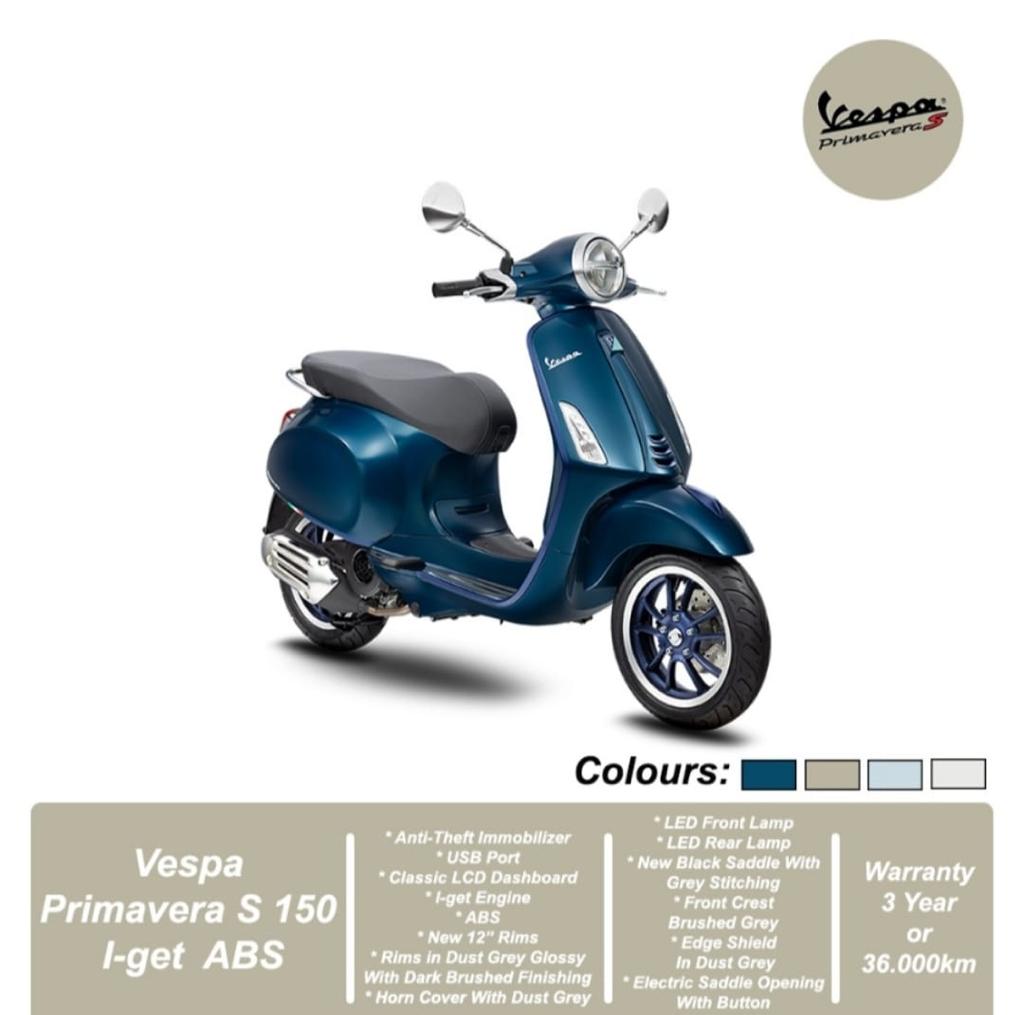 Vespa
Primavera S
Vespa
Colours:
Vespa
Primavera S 150
I-get ABS
* Anti-Theft Immobilizer
* USB Port
* Classic LCD Dashboard
* I-get Engine
* ABS
* New 12" Rims
* Rims in Dust Grey Glossy
With Dark Brushed Finishing
* Horn Cover With Dust Grey
* LED Front Lamp
* LED Rear Lamp
* New Black Saddle With
Grey Stitching
* Front Crest
Brushed Grey
* Edge Shield
In Dust Grey
* Electric Saddle Opening
With Button
Warranty
3 Year
or
36.000km